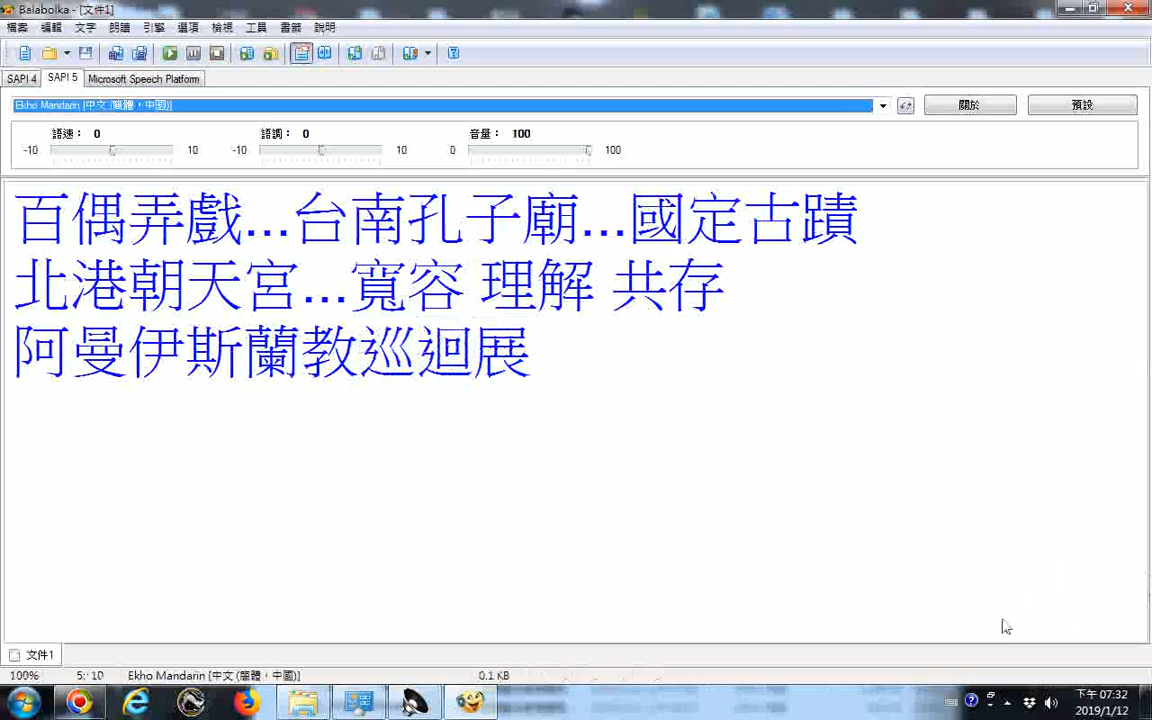 Balabolka - [文件1]
檔案 編輯 文字 朗讀 引擎 選項 檢視 工具 書籤 說明
SAPI 4 SAPI 5 Microsoft Speech Platform
Ekho Mandarin [中文 (簡體，中國)]
關於 預設
語速： 0 語調： 0 音量： 100
-10 10 -10 10 0 100
百偶弄戲...台南孔子廟...國定古蹟
北港朝天宮...寬容 理解 共存
阿曼伊斯蘭教巡迴展
文件1
100% 5: 10 Ekho Mandarin [中文 (簡體，中國)] 0.1 KB
下午 07:32
2019/1/12